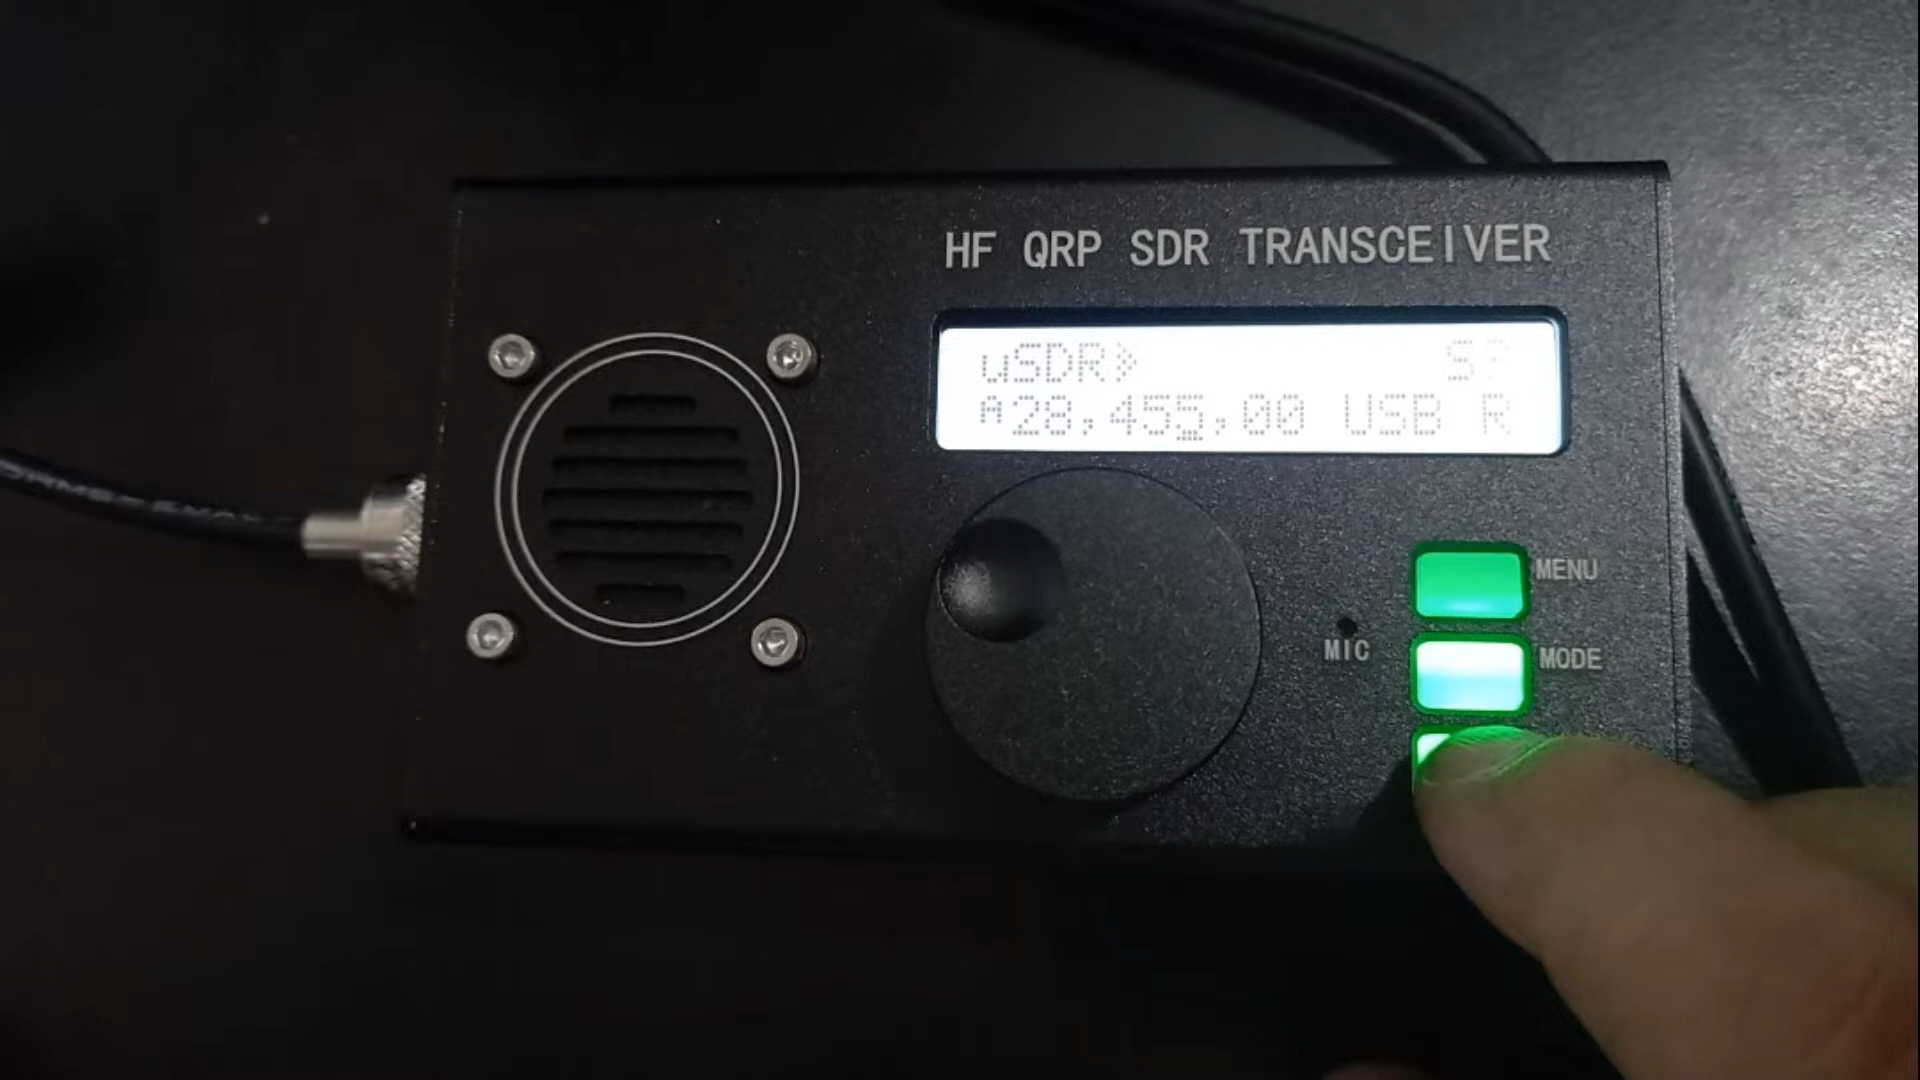 HF QRP SDR TRANSCEIVER
uSDR»
A28,455,00 USB R
MENU
MIC
MODE